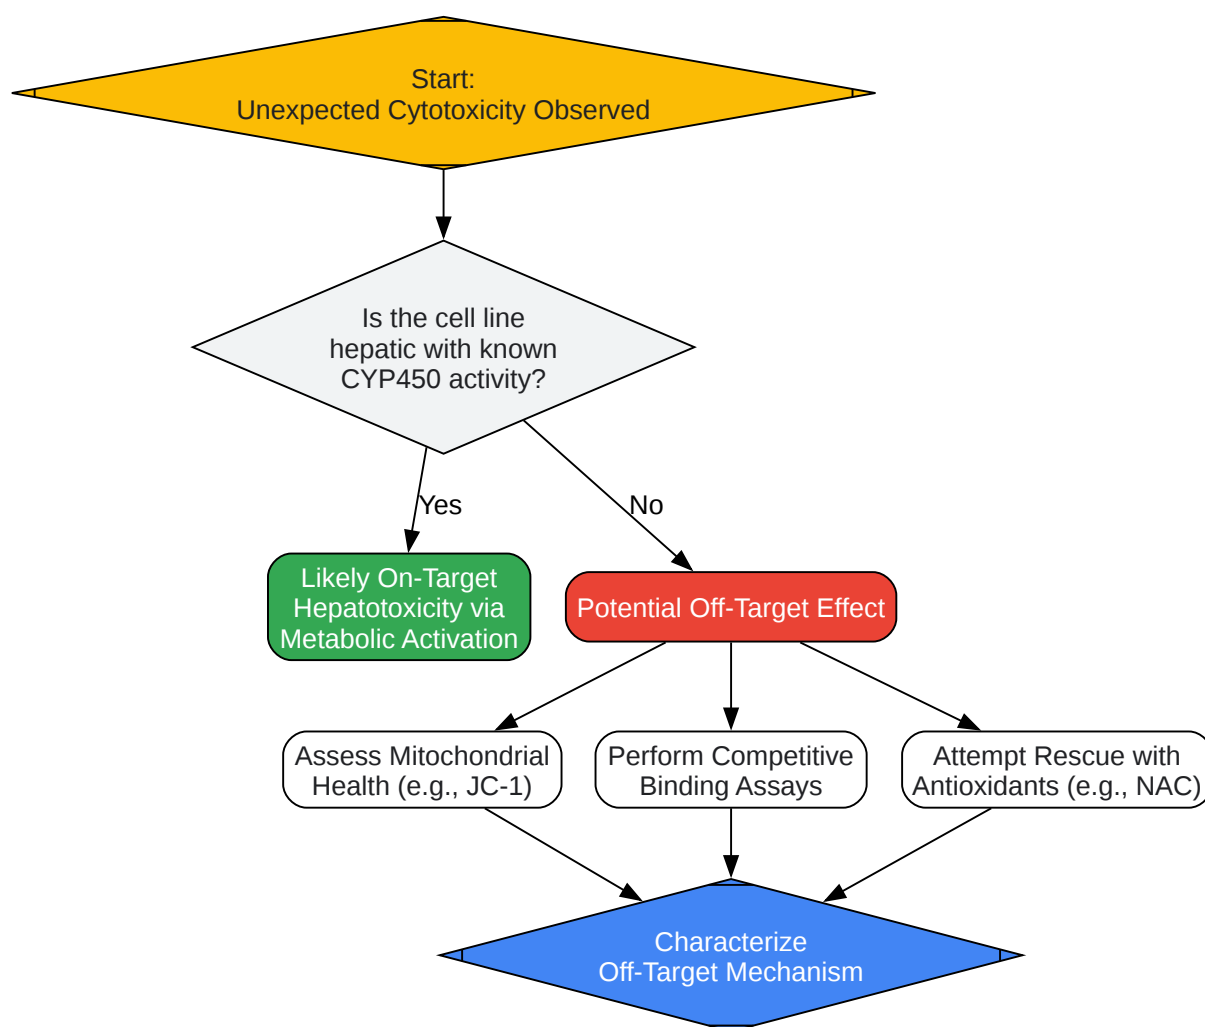 Start:
Unexpected Cytotoxicity Observed
Is the cell line
hepatic with known
CYP450 activity?
Yes
No
Likely On-Target
Hepatotoxicity via
Metabolic Activation
Potential Off-Target Effect
Assess Mitochondrial
Health (e.g., JC-1)
Perform Competitive
Binding Assays
Attempt Rescue with
Antioxidants (e.g., NAC)
Characterize
Off-Target Mechanism